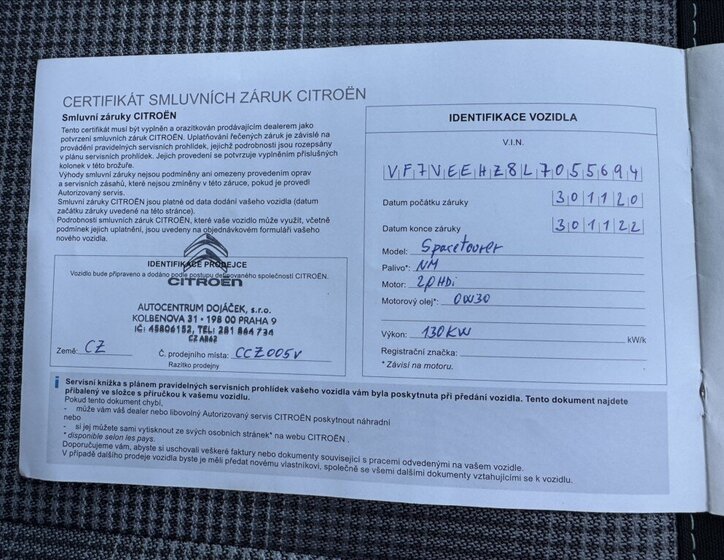 CERTIFIKÁT SMLUVNÍCH ZÁRUK CITROËN
Smluvní záruky CITROËN
Tento certifikát musí být vyplněn a orazítkován prodávajícím dealerem jako
potvrzení smluvních záruk CITROËN. Uplatňování řečených záruk je závislé na
provádění pravidelných servisních prohlídek, jejichž podrobnosti jsou rozepsány
v plánu servisních prohlídek. Jejich provedení se potvrzuje vyplněním příslušných
kolonek v této brožuře.
Výhody smluvní záruky nejsou podmíněny ani omezeny provedením oprav
a servisních zásahů, které nejsou zmíněny v této záruce, pokud je provedl
Autorizovaný servis.
Smluvní záruky CITROËN jsou platné od data dodání vašeho vozidla (datum
začátku záruky uvedené na této stránce).
Podrobnosti smluvních záruk CITROËN, které vaše vozidlo může využít, včetně
podmínek jejich uplatnění, jsou uvedeny na objednávkovém formuláři vašeho
nového vozidla.
IDENTIFIKACE PRODEJCE
Vozidlo bude připraveno a dodáno podle postupu definovaného společností CITROËN.
CITROËN
AUTOCENTRUM DOJÁČEK, s.r.o.
KOLBENOVA 31 · 198 00 PRAHA 9
IČ: 45806152, TEL: 281 864 734
Země: CZ
Č. prodejního místa: CCZ005V
Razítko prodejny
IDENTIFIKACE VOZIDLA
V.I.N.
VF7VEEHZ8L7055694
Datum počátku záruky 301120
Datum konce záruky 301122
Model: Spacetourer
Palivo*: NM
Motor: 2,0HDi
Motorový olej*: 0W30
Výkon: 130KW kW/k
Registrační značka:
* Závisí na motoru.
i Servisní knížka s plánem pravidelných servisních prohlídek vašeho vozidla vám byla poskytnuta při předání vozidla. Tento dokument najdete
přibalený ve složce s příručkou k vašemu vozidlu.
Pokud tento dokument chybí,
- může vám váš dealer nebo libovolný Autorizovaný servis CITROËN poskytnout náhradní
nebo
- si jej můžete sami vytisknout ze svých osobních stránek* na webu CITROËN .
* disponible selon les pays.
Doporučujeme vám, abyste si uschovali veškeré faktury nebo dokumenty související s pracemi odvedenými na vašem vozidle.
V případě dalšího prodeje vozidla byste je měli předat novému vlastníkovi, společně se všemi dalšími dokumenty vztahujícími se k vozidlu.